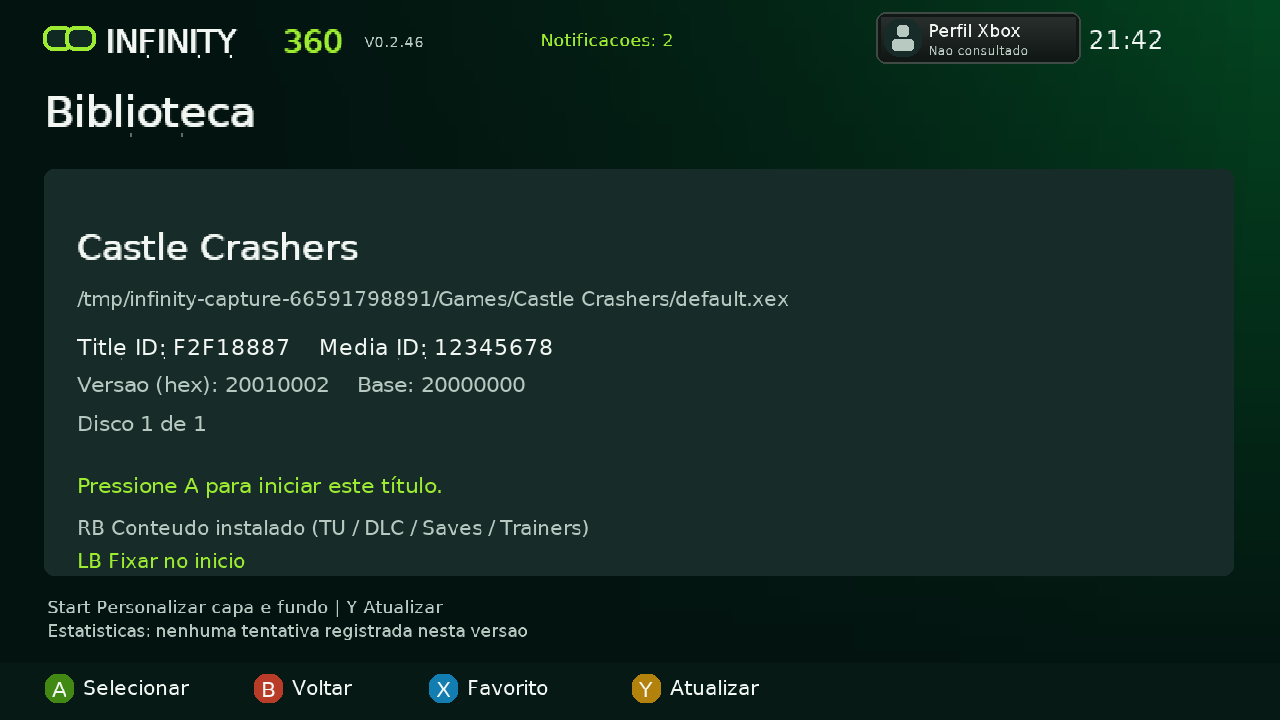 INFINITY 360 V0.2.46 Notificacoes: 2 Perfil Xbox 21:42
Nao consultado
Biblioteca
Castle Crashers
/tmp/infinity-capture-66591798891/Games/Castle Crashers/default.xex
Title ID: F2F18887 Media ID: 12345678
Versao (hex): 20010002 Base: 20000000
Disco 1 de 1
Pressione A para iniciar este título.
RB Conteudo instalado (TU / DLC / Saves / Trainers)
LB Fixar no inicio
Start Personalizar capa e fundo | Y Atualizar
Estatisticas: nenhuma tentativa registrada nesta versao
A Selecionar B Voltar X Favorito Y Atualizar